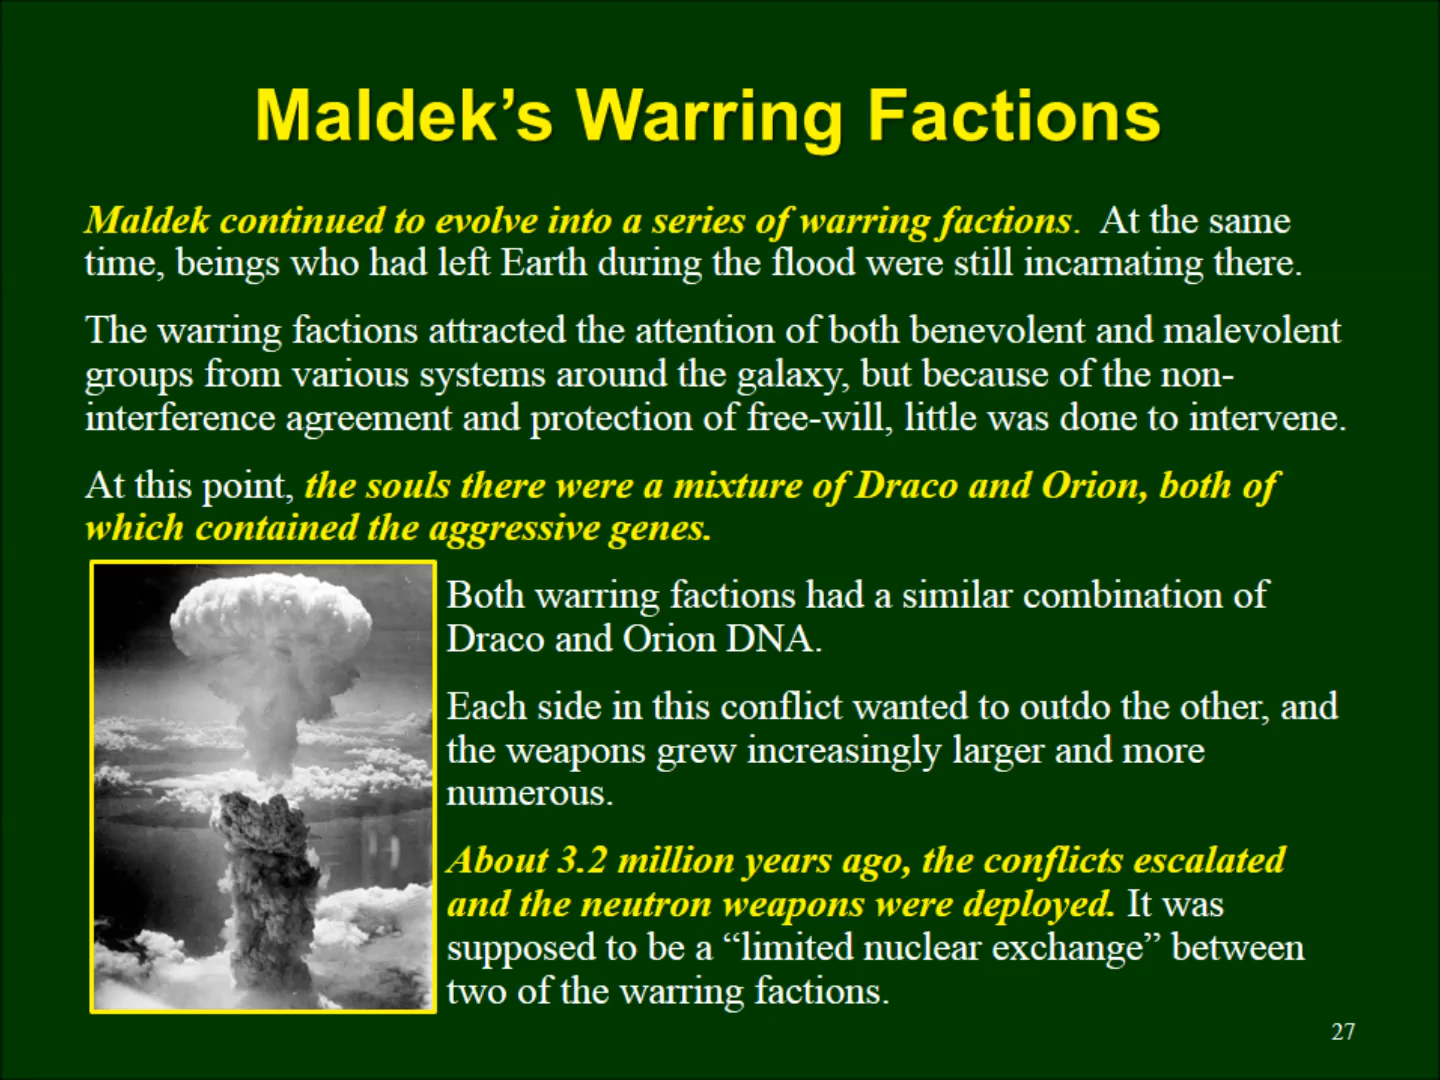 Maldek’s Warring Factions
Maldek continued to evolve into a series of warring factions.  At the same
time, beings who had left Earth during the flood were still incarnating there.
The warring factions attracted the attention of both benevolent and malevolent
groups from various systems around the galaxy, but because of the non-
interference agreement and protection of free-will, little was done to intervene.
At this point, the souls there were a mixture of Draco and Orion, both of
which contained the aggressive genes.
Both warring factions had a similar combination of
Draco and Orion DNA.
Each side in this conflict wanted to outdo the other, and
the weapons grew increasingly larger and more
numerous.
About 3.2 million years ago, the conflicts escalated
and the neutron weapons were deployed. It was
supposed to be a “limited nuclear exchange” between
two of the warring factions.
27